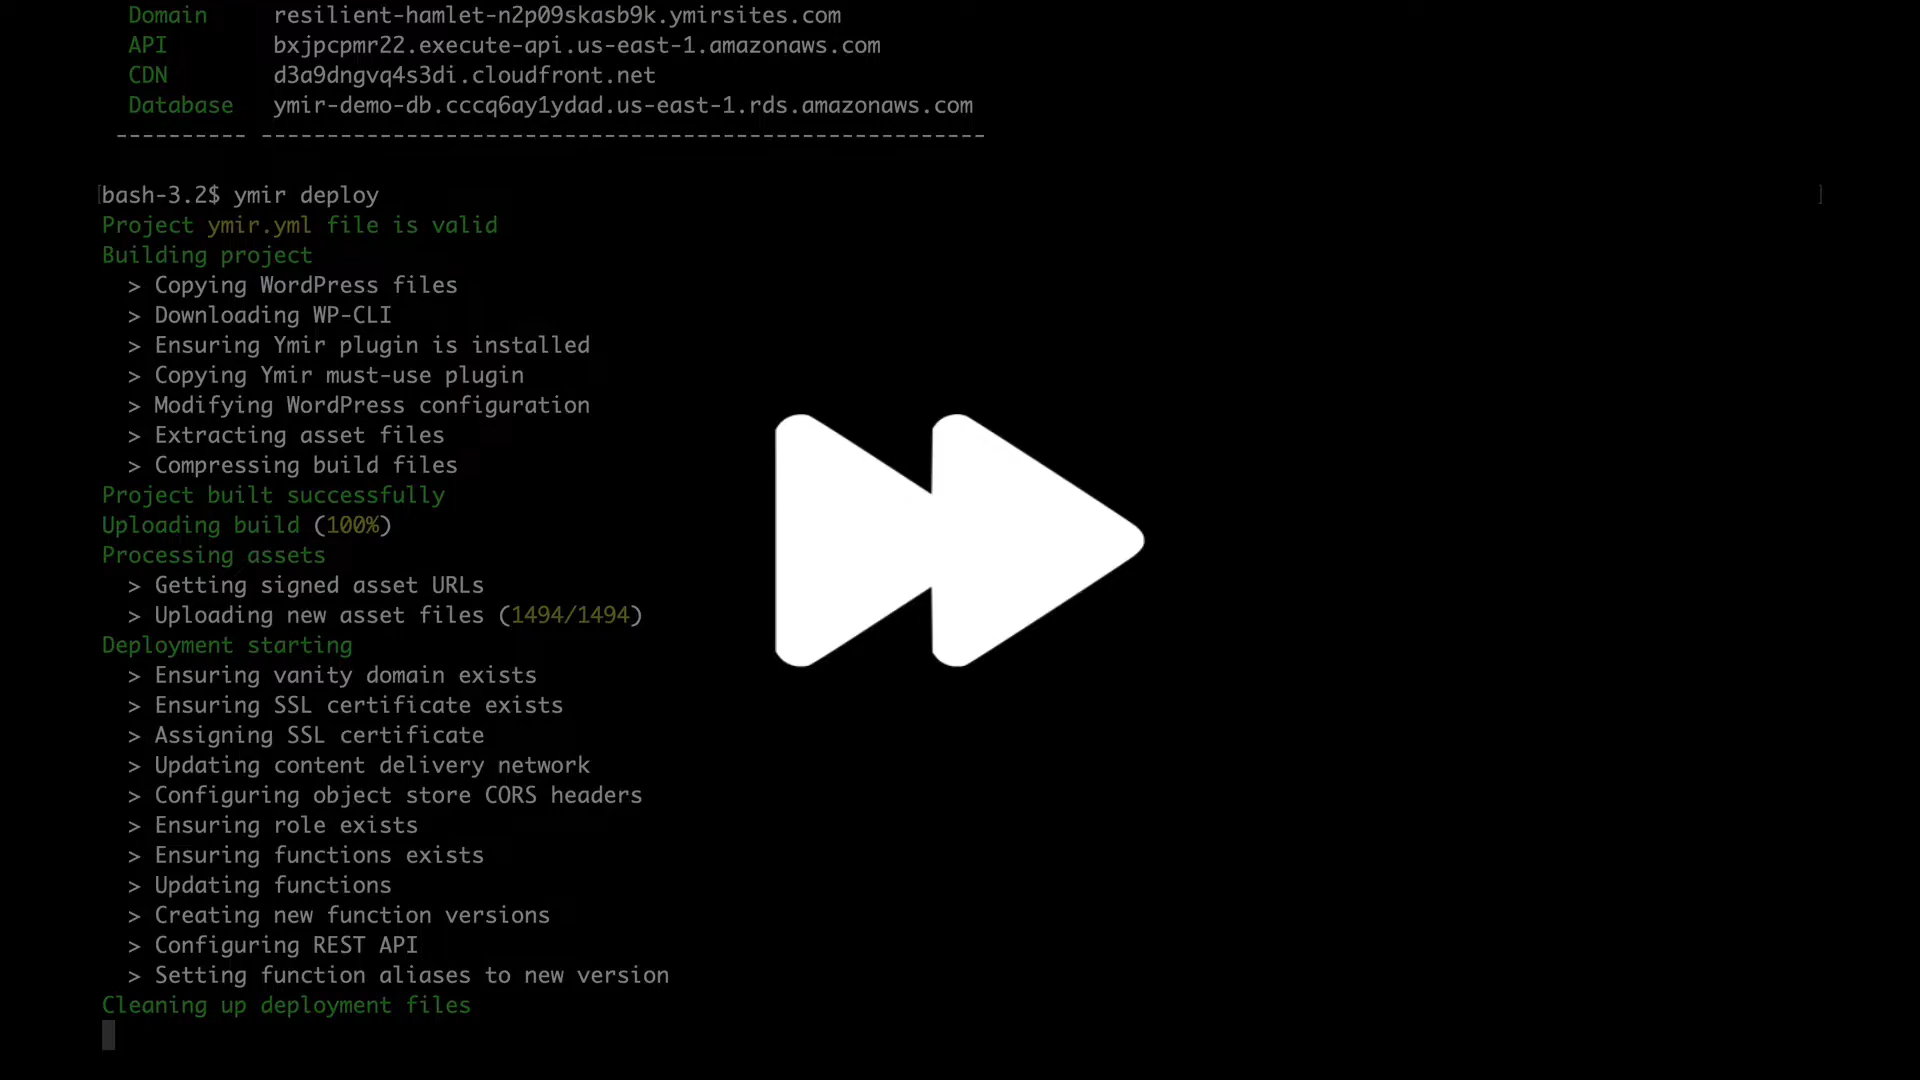 Domain resilient-hamlet-n2p09skasb9k.ymirsites.com
API bxjpcpmr22.execute-api.us-east-1.amazonaws.com
CDN d3a9dngvq4s3di.cloudfront.net
Database ymir-demo-db.cccq6ay1ydad.us-east-1.rds.amazonaws.com
---------- -------------------------------------------------------
[bash-3.2$ ymir deploy ]
Project ymir.yml file is valid
Building project
> Copying WordPress files
> Downloading WP-CLI
> Ensuring Ymir plugin is installed
> Copying Ymir must-use plugin
> Modifying WordPress configuration
> Extracting asset files
> Compressing build files
Project built successfully
Uploading build (100%)
Processing assets
> Getting signed asset URLs
> Uploading new asset files (1494/1494)
Deployment starting
> Ensuring vanity domain exists
> Ensuring SSL certificate exists
> Assigning SSL certificate
> Updating content delivery network
> Configuring object store CORS headers
> Ensuring role exists
> Ensuring functions exists
> Updating functions
> Creating new function versions
> Configuring REST API
> Setting function aliases to new version
Cleaning up deployment files